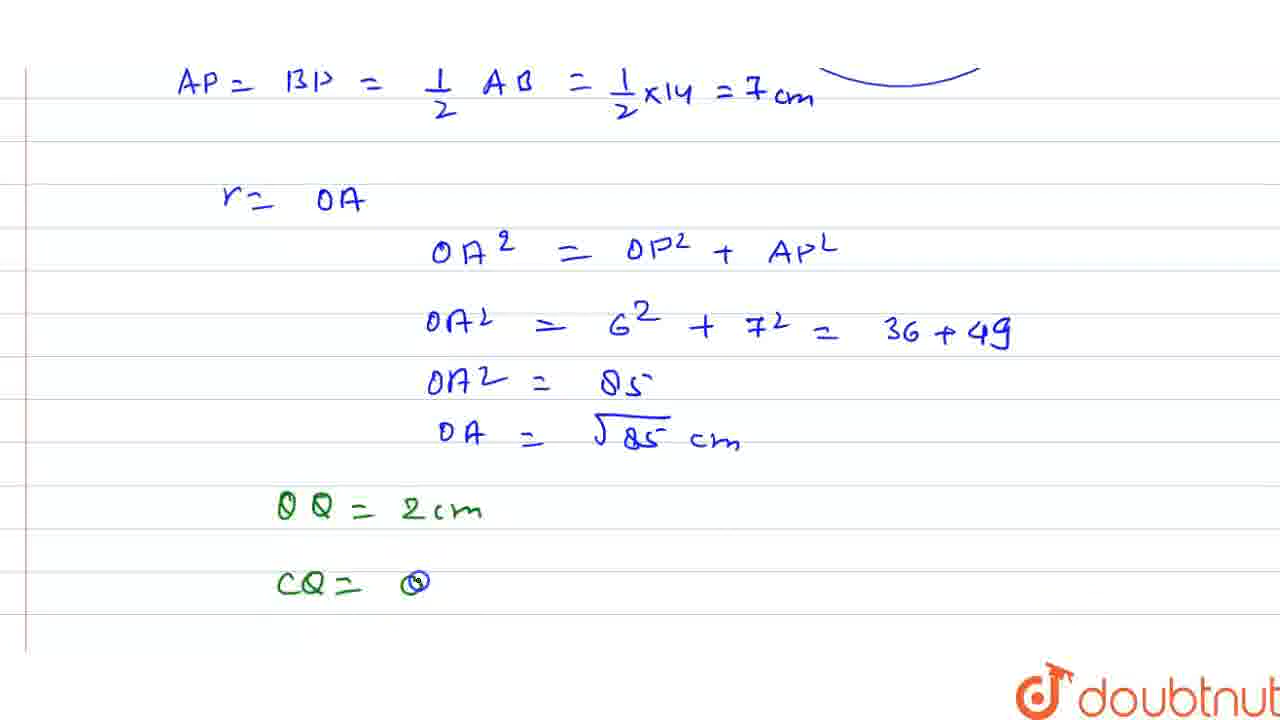 AP = BP = 1/2 AB = 1/2 × 14 = 7 cm
r = OA
OA² = OP² + AP²
OA² = 6² + 7² = 36 + 49
OA² = 85
OA = √85 cm
OQ = 2 cm
CQ = Q
doubtnut